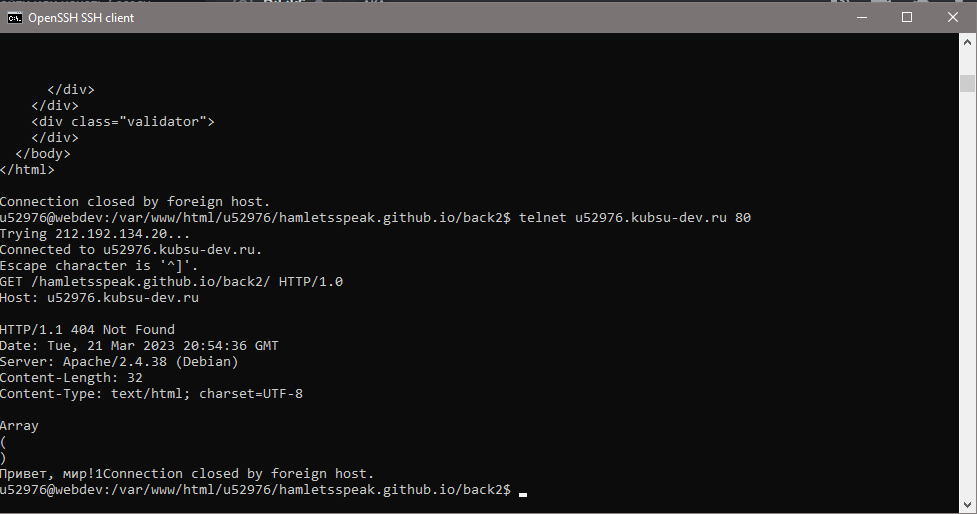 OpenSSH SSH client
</div>
</div>
<div class="validator">
</div>
</body>
</html>
Connection closed by foreign host.
u52976@webdev:/var/www/html/u52976/hamletsspeak.github.io/back2$ telnet u52976.kubsu-dev.ru 80
Trying 212.192.134.20...
Connected to u52976.kubsu-dev.ru.
Escape character is '^]'.
GET /hamletsspeak.github.io/back2/ HTTP/1.0
Host: u52976.kubsu-dev.ru
HTTP/1.1 404 Not Found
Date: Tue, 21 Mar 2023 20:54:36 GMT
Server: Apache/2.4.38 (Debian)
Content-Length: 32
Content-Type: text/html; charset=UTF-8
Array
(
)
Привет, мир!1Connection closed by foreign host.
u52976@webdev:/var/www/html/u52976/hamletsspeak.github.io/back2$